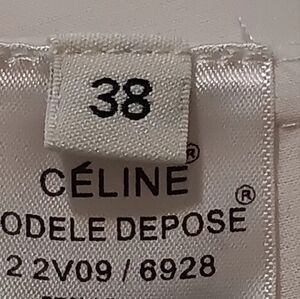 38
CÉLINE®
ODELE DEPOSE®
2 2V09 / 6928